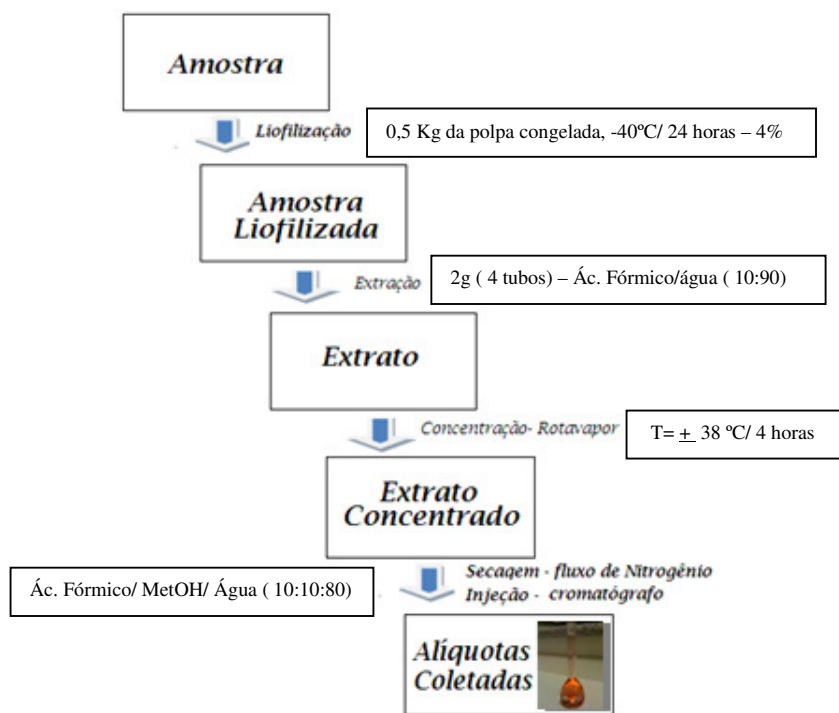 Amostra
Liofilização
0,5 Kg da polpa congelada, -40ºC/ 24 horas – 4%
Amostra
Liofilizada
Extração
2g ( 4 tubos) – Ác. Fórmico/água ( 10:90)
Extrato
Concentração- Rotavapor
T= + 38 ºC/ 4 horas
Extrato
Concentrado
Ác. Fórmico/ MetOH/ Água ( 10:10:80)
Secagem - fluxo de Nitrogênio
Injeção - cromatógrafo
Alíquotas
Coletadas